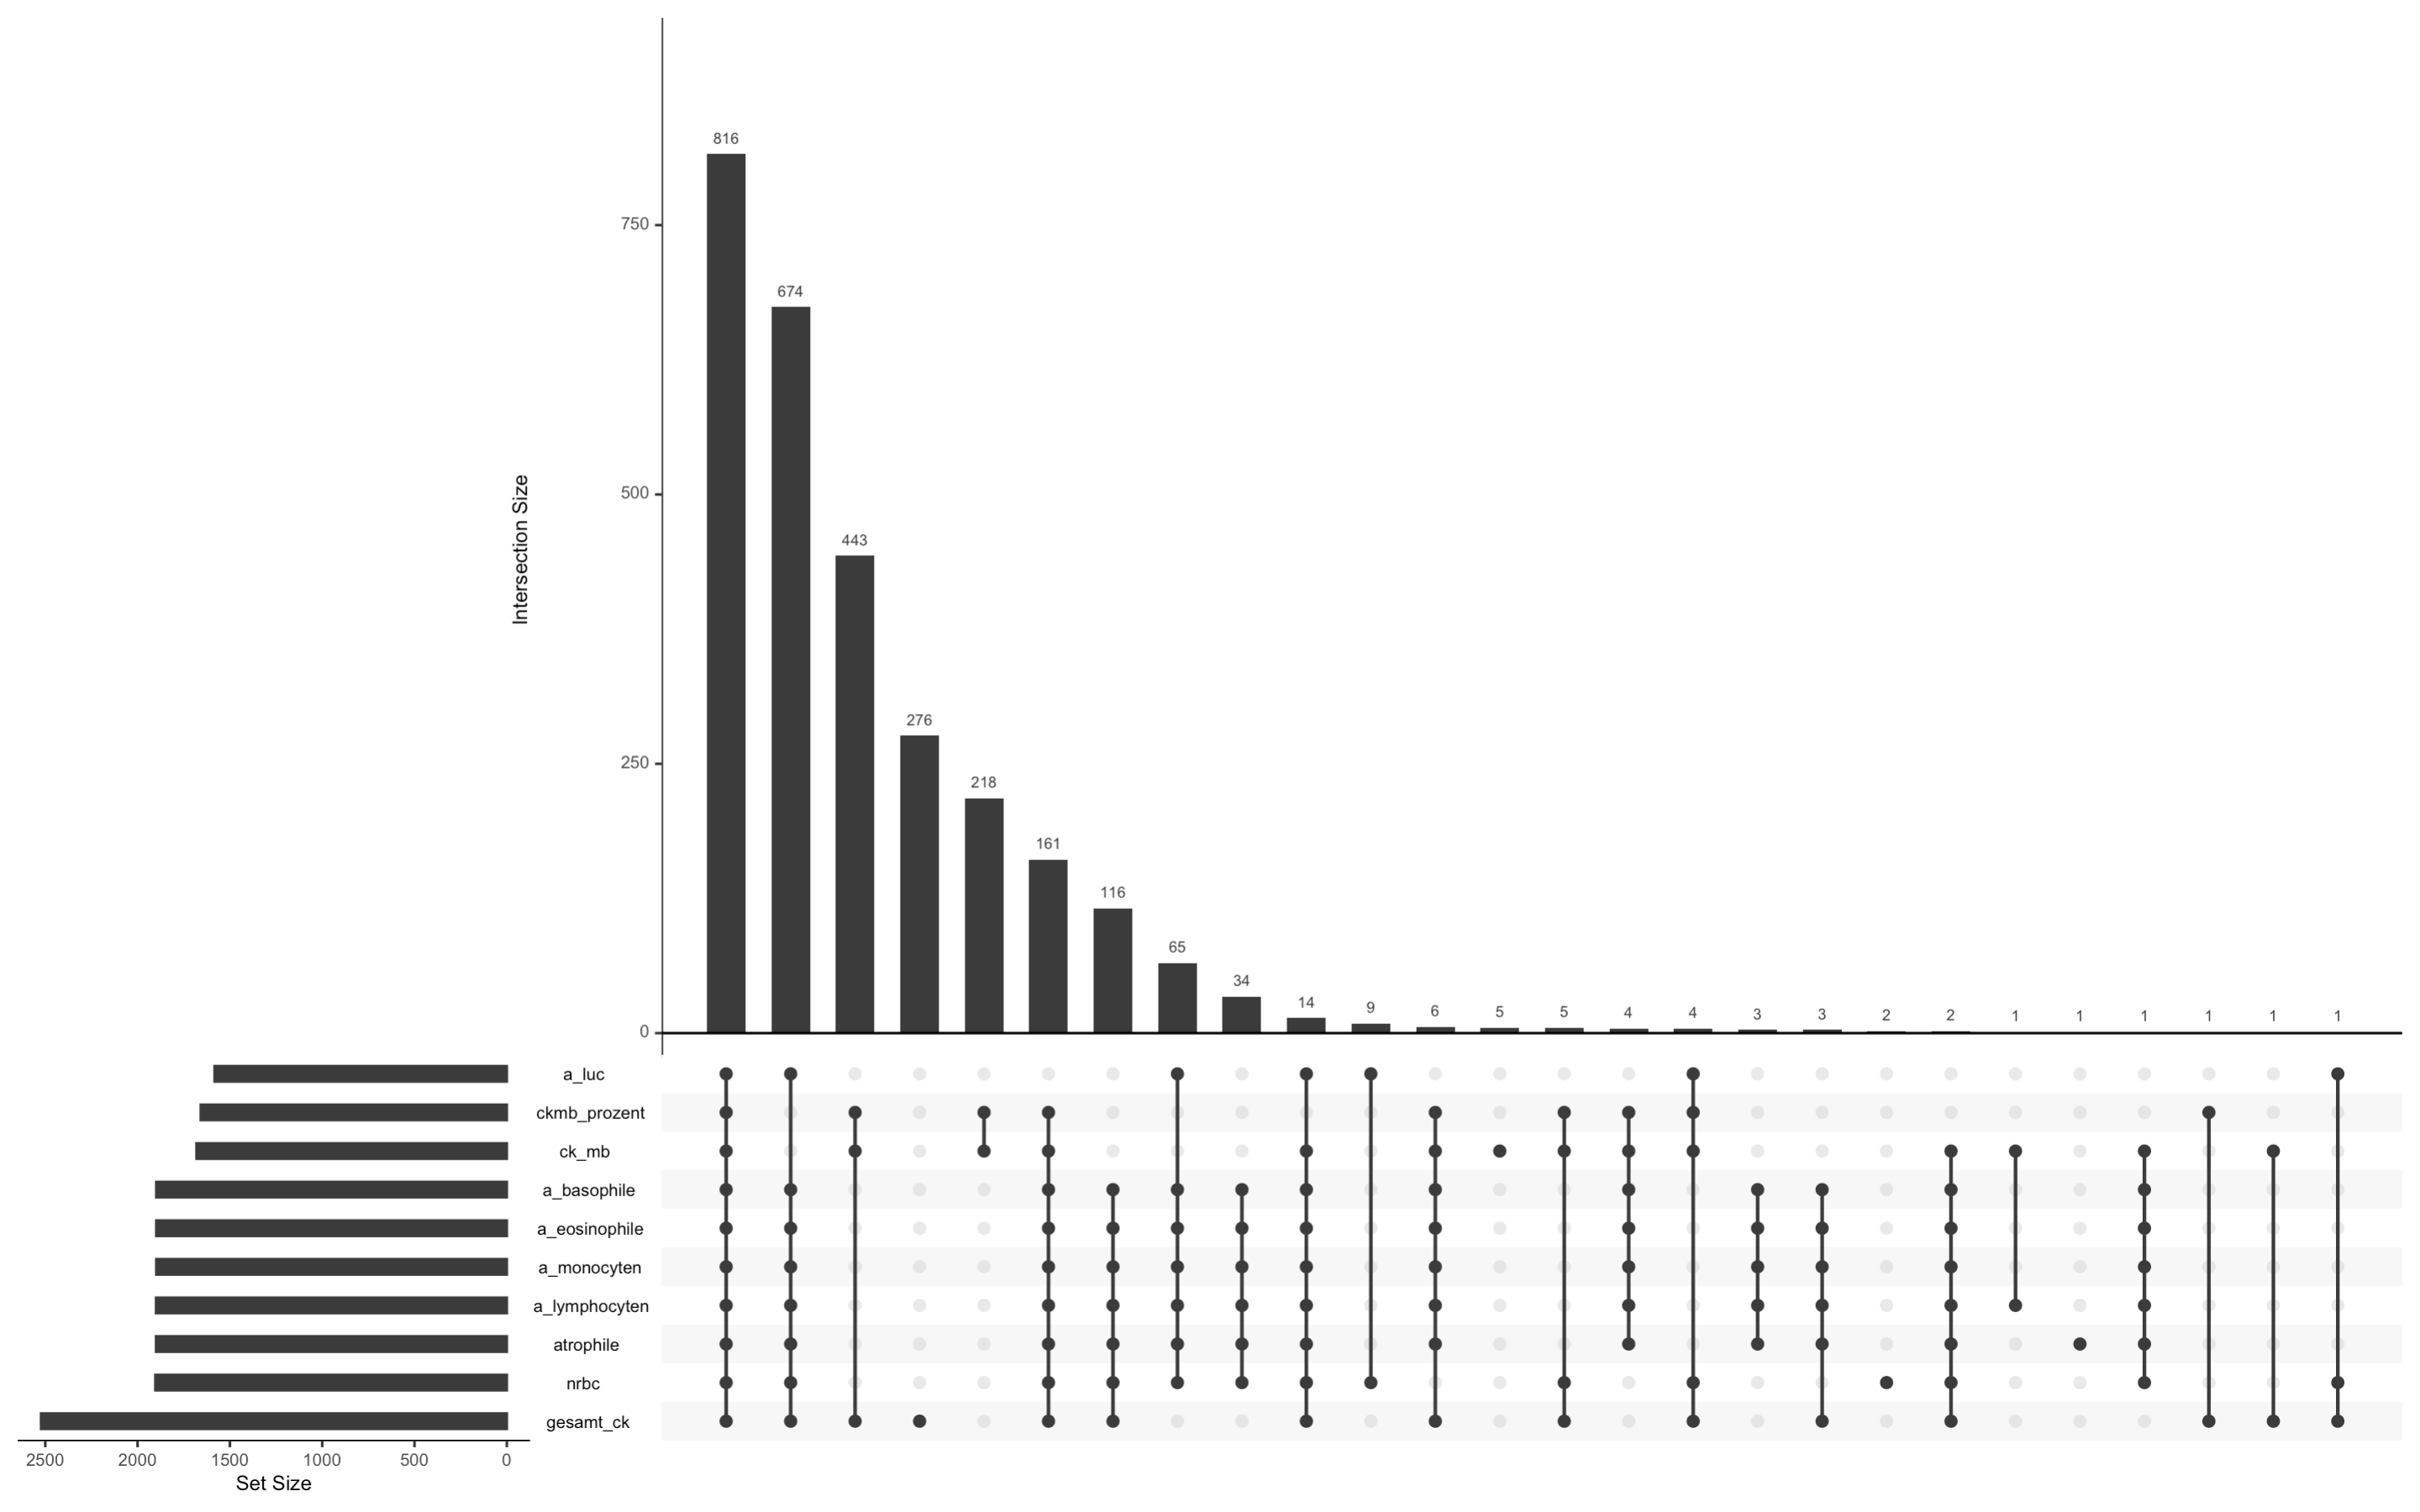 816
674
443
276
218
161
116
65
34
14
9
6
5
5
4
4
3
3
2
2
1
1
1
1
1
1
750
500
250
0
Intersection Size
a_luc
ckmb_prozent
ck_mb
a_basophile
a_eosinophile
a_monocyten
a_lymphocyten
atrophile
nrbc
gesamt_ck
2500 2000 1500 1000 500 0
Set Size